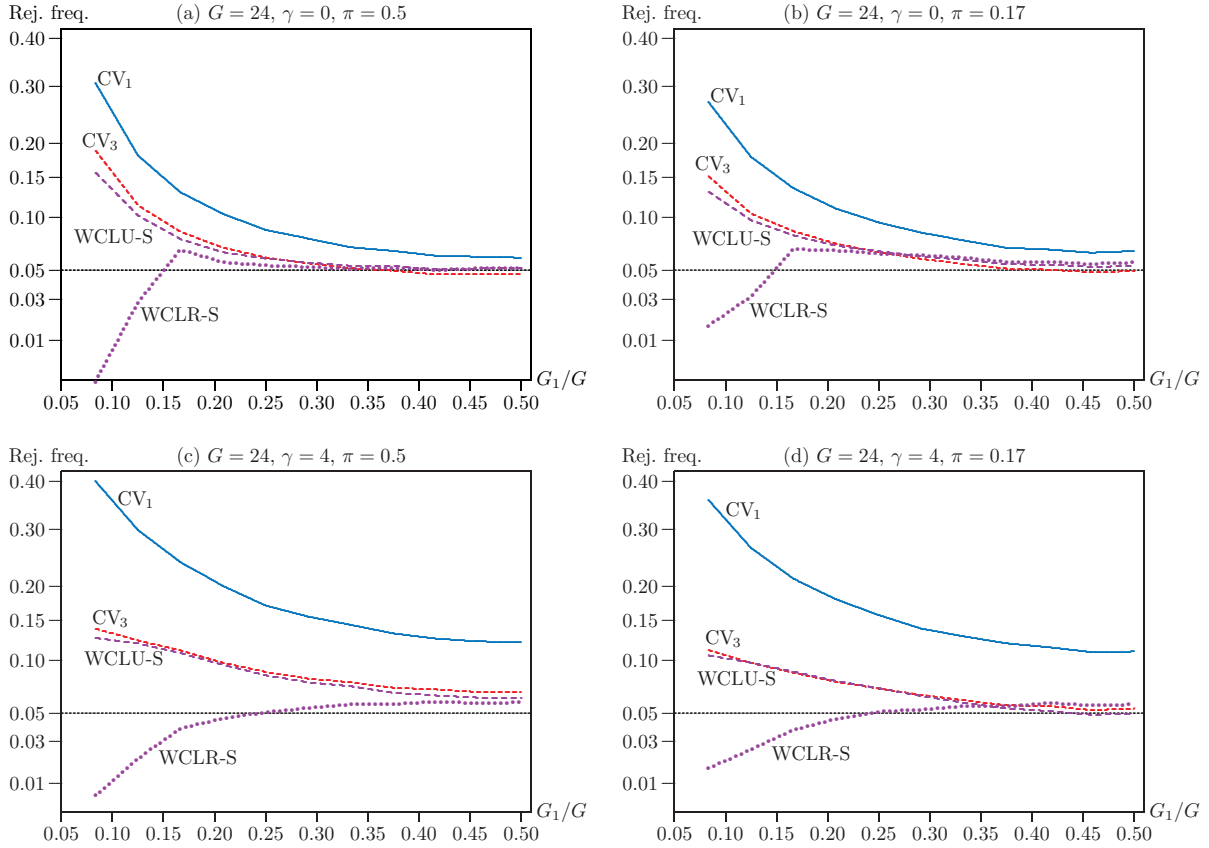 Rej. freq.
(a) G = 24, γ = 0, π = 0.5
0.40
0.30
0.20
0.15
0.10
0.05
0.03
0.01
CV₁
CV₃
WCLU-S
WCLR-S
G₁/G
0.05 0.10 0.15 0.20 0.25 0.30 0.35 0.40 0.45 0.50
Rej. freq.
(b) G = 24, γ = 0, π = 0.17
0.40
0.30
0.20
0.15
0.10
0.05
0.03
0.01
CV₁
CV₃
WCLU-S
WCLR-S
G₁/G
0.05 0.10 0.15 0.20 0.25 0.30 0.35 0.40 0.45 0.50
Rej. freq.
(c) G = 24, γ = 4, π = 0.5
0.40
0.30
0.20
0.15
0.10
0.05
0.03
0.01
CV₁
CV₃
WCLU-S
WCLR-S
G₁/G
0.05 0.10 0.15 0.20 0.25 0.30 0.35 0.40 0.45 0.50
Rej. freq.
(d) G = 24, γ = 4, π = 0.17
0.40
0.30
0.20
0.15
0.10
0.05
0.03
0.01
CV₁
CV₃
WCLU-S
WCLR-S
G₁/G
0.05 0.10 0.15 0.20 0.25 0.30 0.35 0.40 0.45 0.50